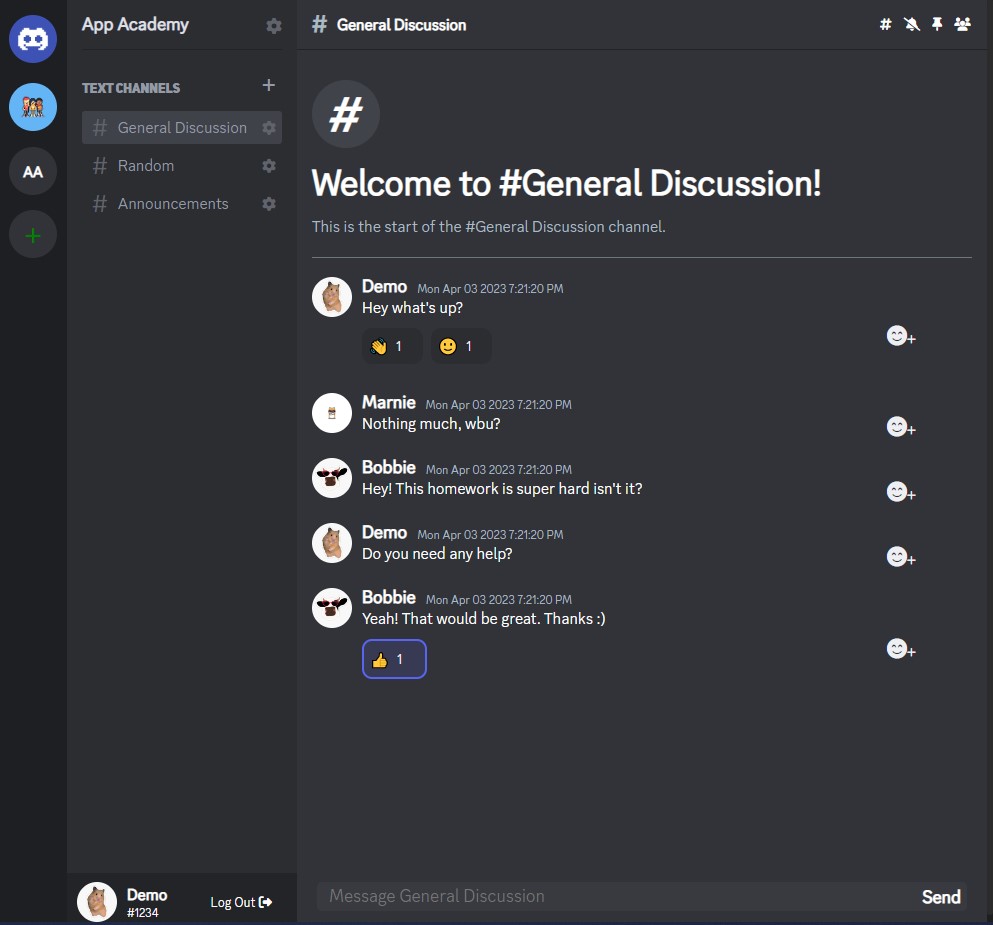 App Academy
# General Discussion
TEXT CHANNELS +
# General Discussion
# Random
# Announcements
AA
+
#
Welcome to #General Discussion!
This is the start of the #General Discussion channel.
Demo Mon Apr 03 2023 7:21:20 PM
Hey what's up?
👋 1 🙂 1
Marnie Mon Apr 03 2023 7:21:20 PM
Nothing much, wbu?
Bobbie Mon Apr 03 2023 7:21:20 PM
Hey! This homework is super hard isn't it?
Demo Mon Apr 03 2023 7:21:20 PM
Do you need any help?
Bobbie Mon Apr 03 2023 7:21:20 PM
Yeah! That would be great. Thanks :)
👍 1
Demo
#1234
Log Out
Message General Discussion
Send